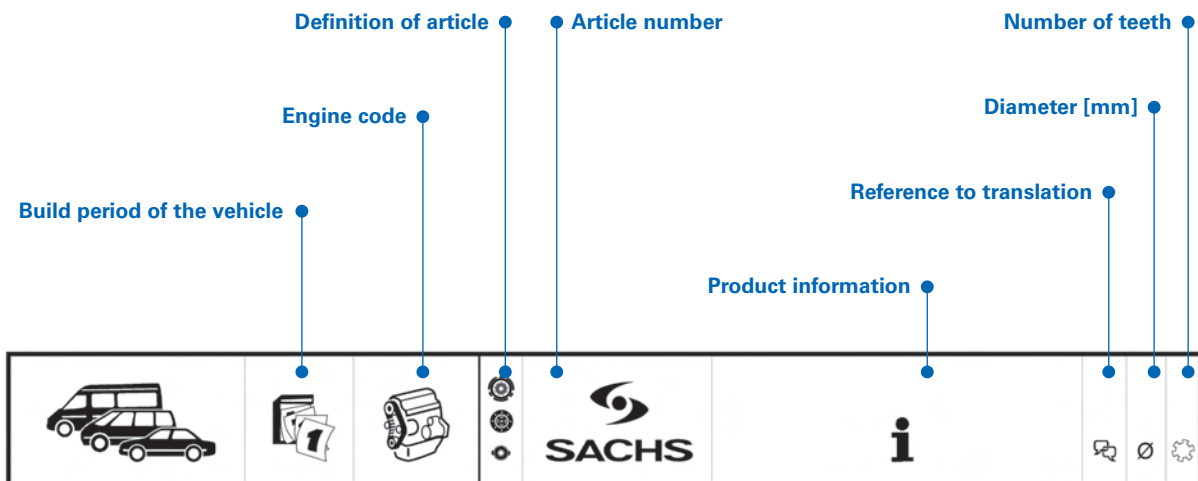 Definition of article
Article number
Number of teeth
Engine code
Diameter [mm]
Build period of the vehicle
Reference to translation
Product information
1
SACHS
i
Ø